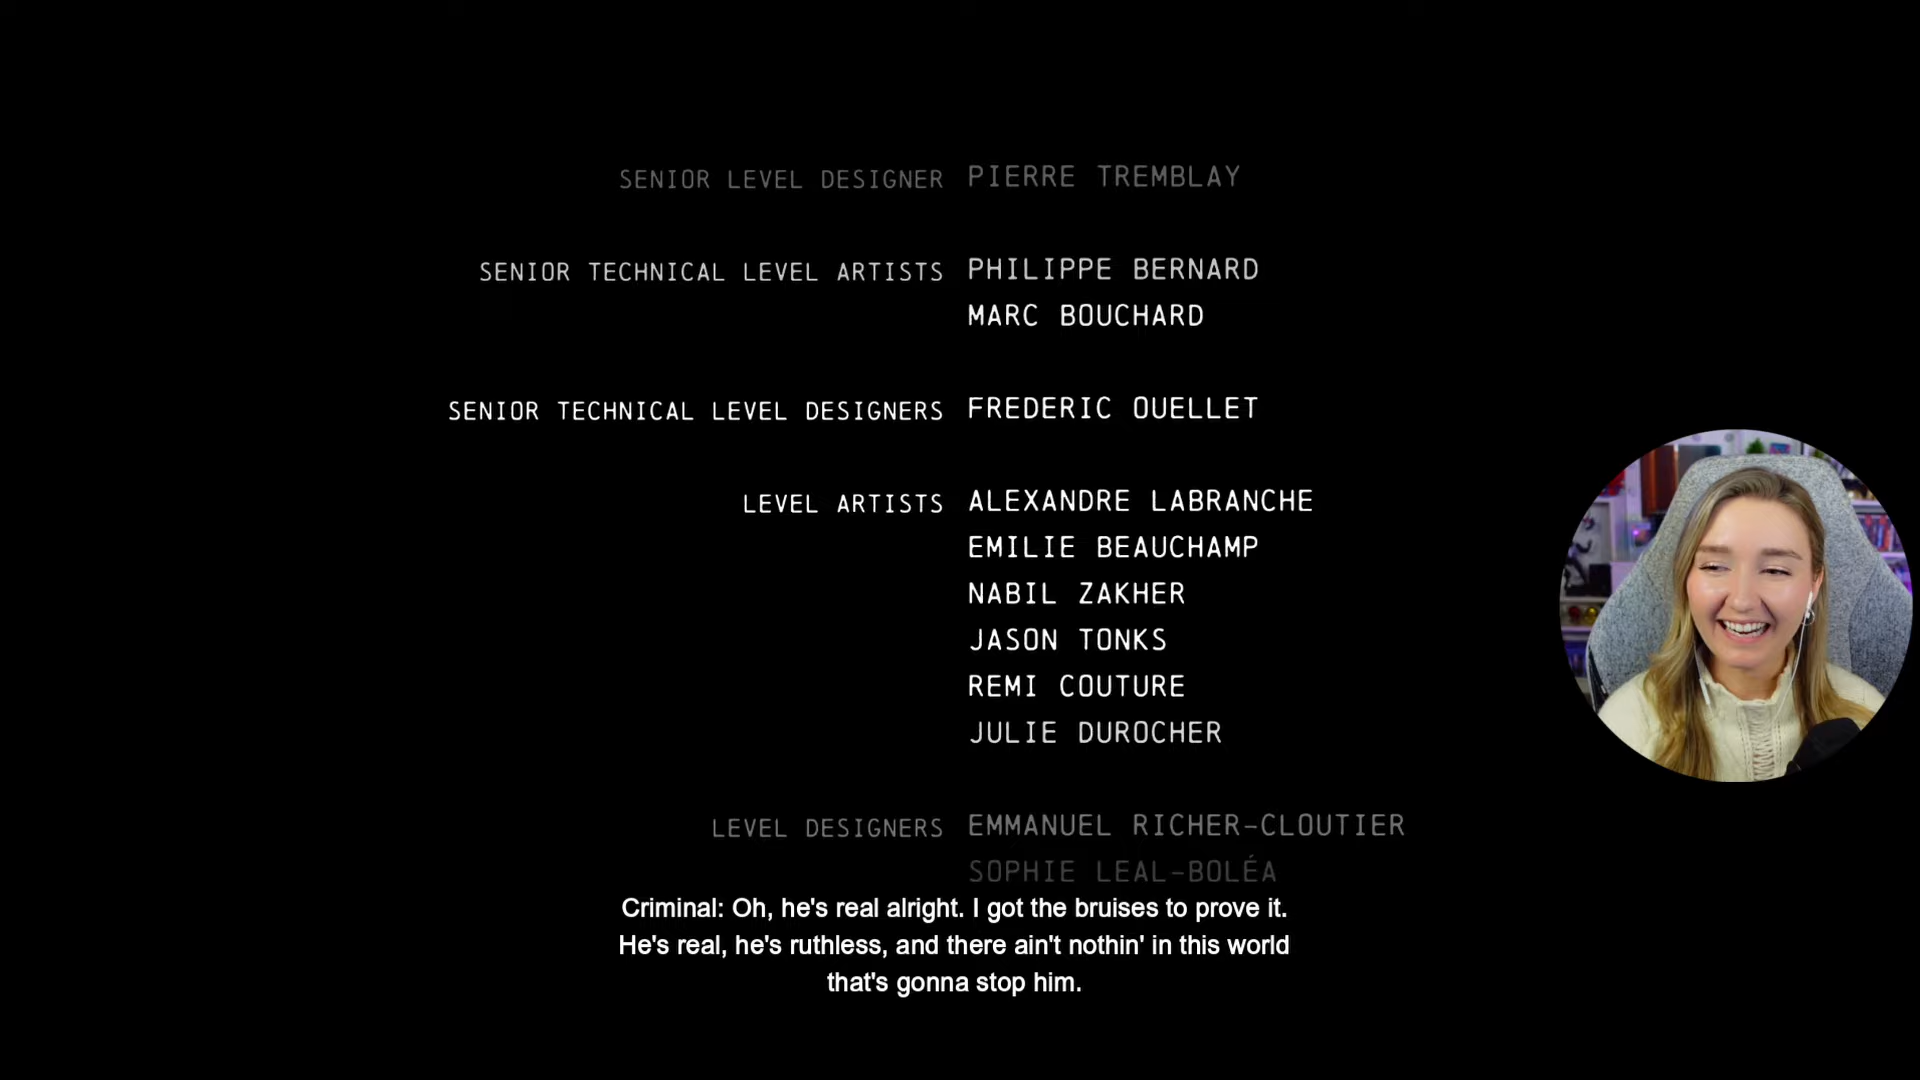 SENIOR LEVEL DESIGNER PIERRE TREMBLAY
SENIOR TECHNICAL LEVEL ARTISTS PHILIPPE BERNARD
MARC BOUCHARD
SENIOR TECHNICAL LEVEL DESIGNERS FREDERIC OUELLET
LEVEL ARTISTS ALEXANDRE LABRANCHE
EMILIE BEAUCHAMP
NABIL ZAKHER
JASON TONKS
REMI COUTURE
JULIE DUROCHER
LEVEL DESIGNERS EMMANUEL RICHER-CLOUTIER
SOPHIE LEAL-BOLÉA
Criminal: Oh, he's real alright. I got the bruises to prove it.
He's real, he's ruthless, and there ain't nothin' in this world
that's gonna stop him.